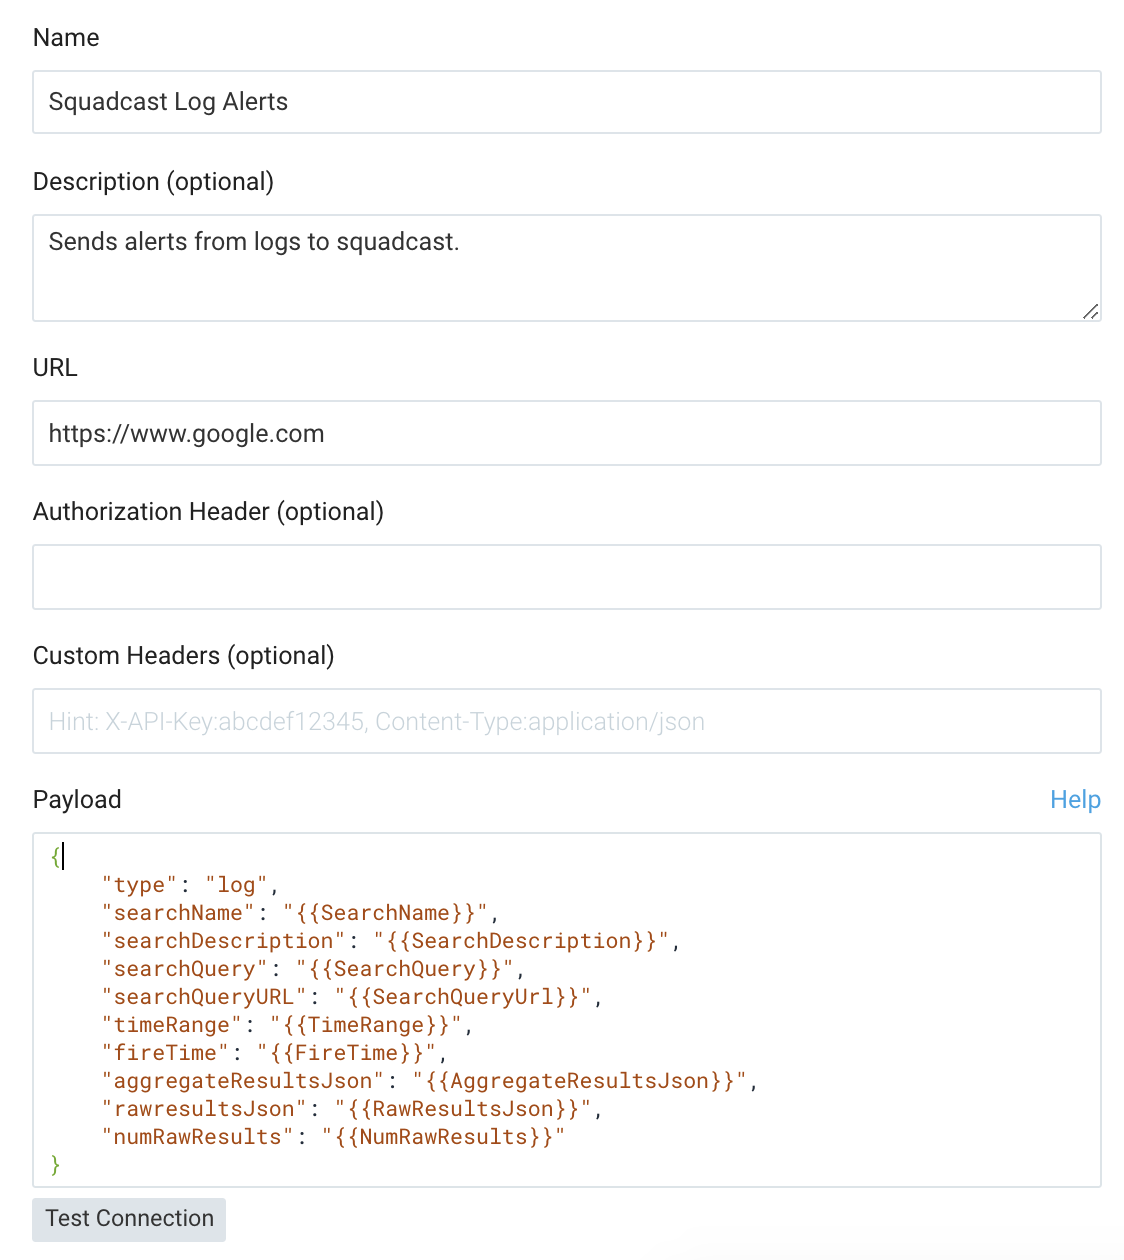 Name
Squadcast Log Alerts
Description (optional)
Sends alerts from logs to squadcast.
URL
https://www.google.com
Authorization Header (optional)
Custom Headers (optional)
Hint: X-API-Key:abcdef12345, Content-Type:application/json
Payload Help
{
    "type": "log",
    "searchName": "{{SearchName}}",
    "searchDescription": "{{SearchDescription}}",
    "searchQuery": "{{SearchQuery}}",
    "searchQueryURL": "{{SearchQueryUrl}}",
    "timeRange": "{{TimeRange}}",
    "fireTime": "{{FireTime}}",
    "aggregateResultsJson": "{{AggregateResultsJson}}",
    "rawresultsJson": "{{RawResultsJson}}",
    "numRawResults": "{{NumRawResults}}"
}
Test Connection